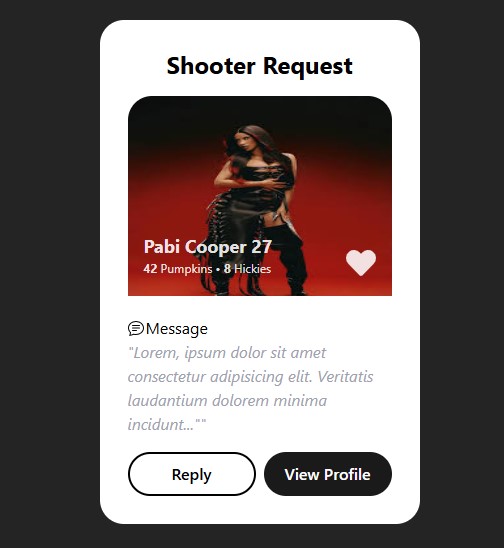 Shooter Request
Pabi Cooper 27
42 Pumpkins • 8 Hickies
Message
"Lorem, ipsum dolor sit amet
consectetur adipisicing elit. Veritatis
laudantium dolorem minima
incidunt...""
Reply
View Profile